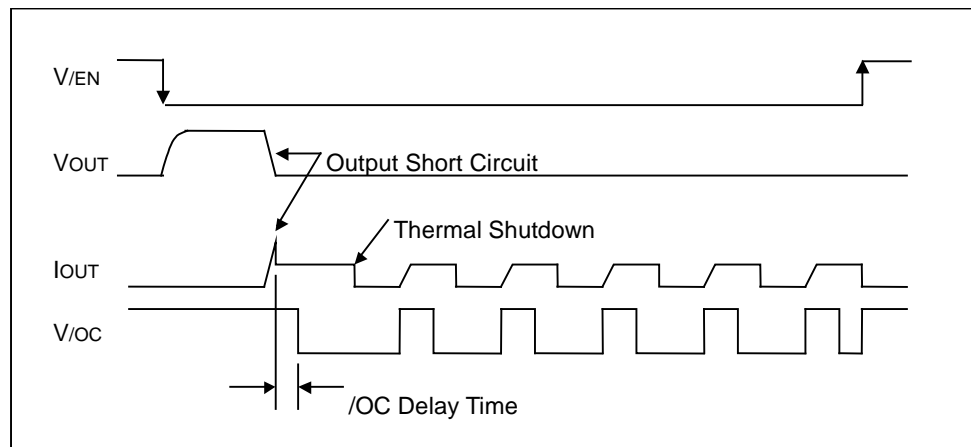 V/EN
VOUT
Output Short Circuit
Thermal Shutdown
IOUT
V/OC
/OC Delay Time